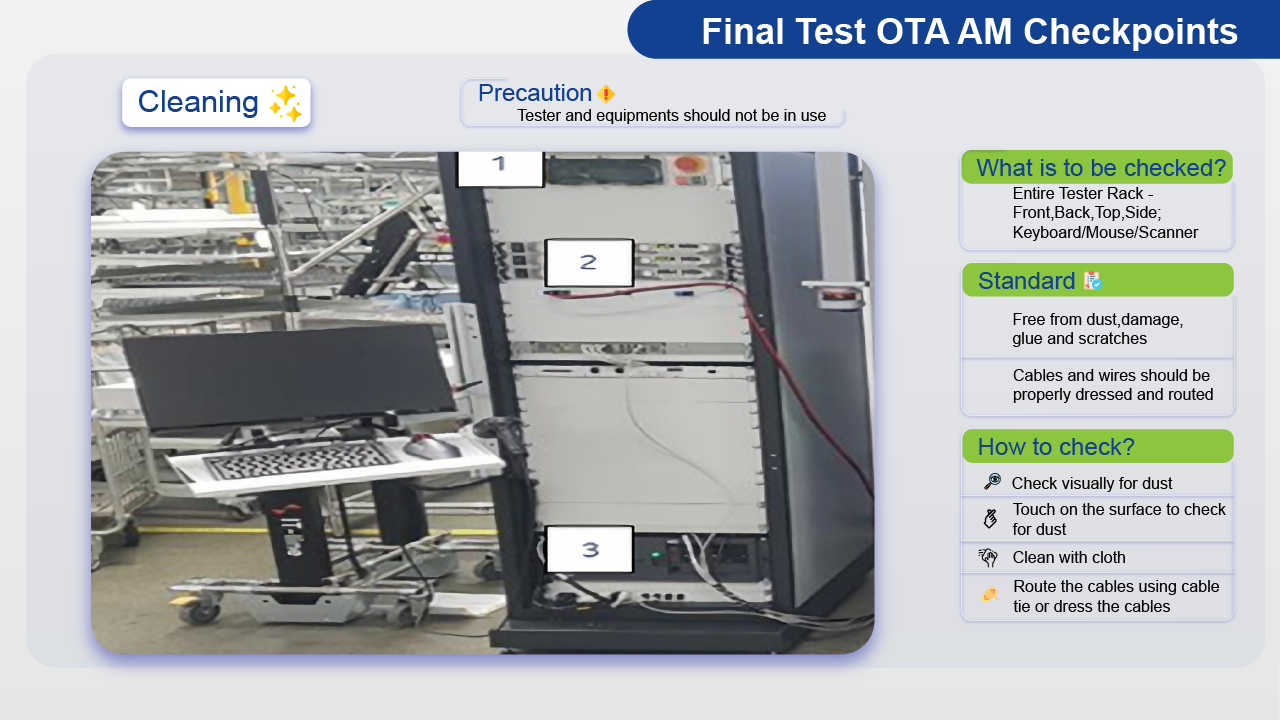 Final Test OTA AM Checkpoints
Cleaning
Precaution
Tester and equipments should not be in use
1
2
3
What is to be checked?
Entire Tester Rack -
Front,Back,Top,Side;
Keyboard/Mouse/Scanner
Standard
Free from dust,damage,
glue and scratches
Cables and wires should be
properly dressed and routed
How to check?
Check visually for dust
Touch on the surface to check
for dust
Clean with cloth
Route the cables using cable
tie or dress the cables